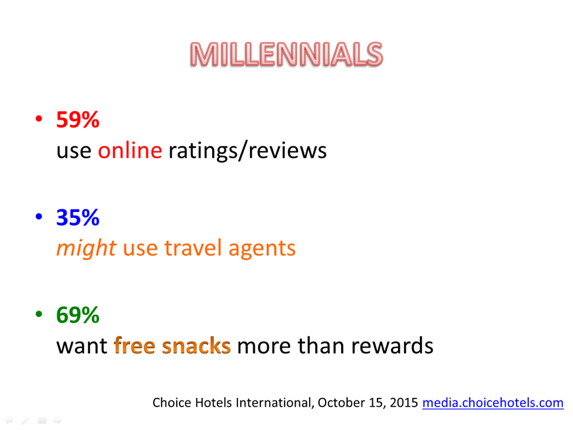 MILLENNIALS
• 59%
use online ratings/reviews
• 35%
might use travel agents
• 69%
want free snacks more than rewards
Choice Hotels International, October 15, 2015 media.choicehotels.com